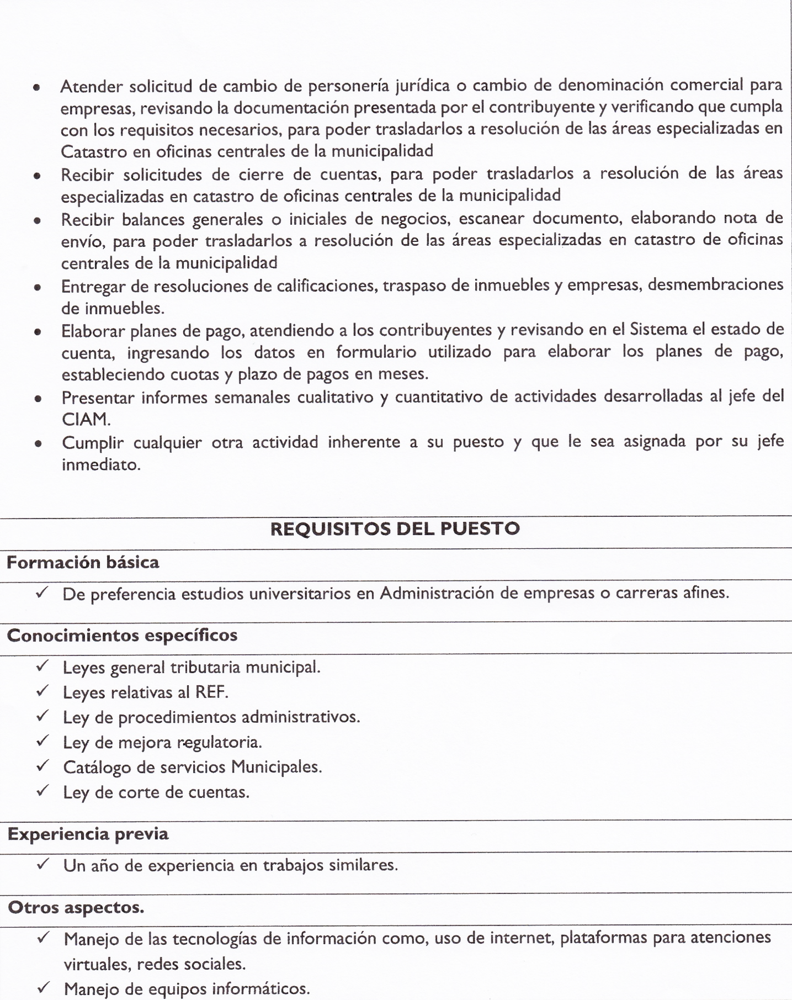 • Atender solicitud de cambio de personería jurídica o cambio de denominación comercial para
empresas, revisando la documentación presentada por el contribuyente y verificando que cumpla
con los requisitos necesarios, para poder trasladarlos a resolución de las áreas especializadas en
Catastro en oficinas centrales de la municipalidad
• Recibir solicitudes de cierre de cuentas, para poder trasladarlos a resolución de las áreas
especializadas en catastro de oficinas centrales de la municipalidad
• Recibir balances generales o iniciales de negocios, escanear documento, elaborando nota de
envío, para poder trasladarlos a resolución de las áreas especializadas en catastro de oficinas
centrales de la municipalidad
• Entregar de resoluciones de calificaciones, traspaso de inmuebles y empresas, desmembraciones
de inmuebles.
• Elaborar planes de pago, atendiendo a los contribuyentes y revisando en el Sistema el estado de
cuenta, ingresando los datos en formulario utilizado para elaborar los planes de pago,
estableciendo cuotas y plazo de pagos en meses.
• Presentar informes semanales cualitativo y cuantitativo de actividades desarrolladas al jefe del
CIAM.
• Cumplir cualquier otra actividad inherente a su puesto y que le sea asignada por su jefe
inmediato.
REQUISITOS DEL PUESTO
Formación básica
✓ De preferencia estudios universitarios en Administración de empresas o carreras afines.
Conocimientos específicos
✓ Leyes general tributaria municipal.
✓ Leyes relativas al REF.
✓ Ley de procedimientos administrativos.
✓ Ley de mejora regulatoria.
✓ Catálogo de servicios Municipales.
✓ Ley de corte de cuentas.
Experiencia previa
✓ Un año de experiencia en trabajos similares.
Otros aspectos.
✓ Manejo de las tecnologías de información como, uso de internet, plataformas para atenciones
virtuales, redes sociales.
✓ Manejo de equipos informáticos.